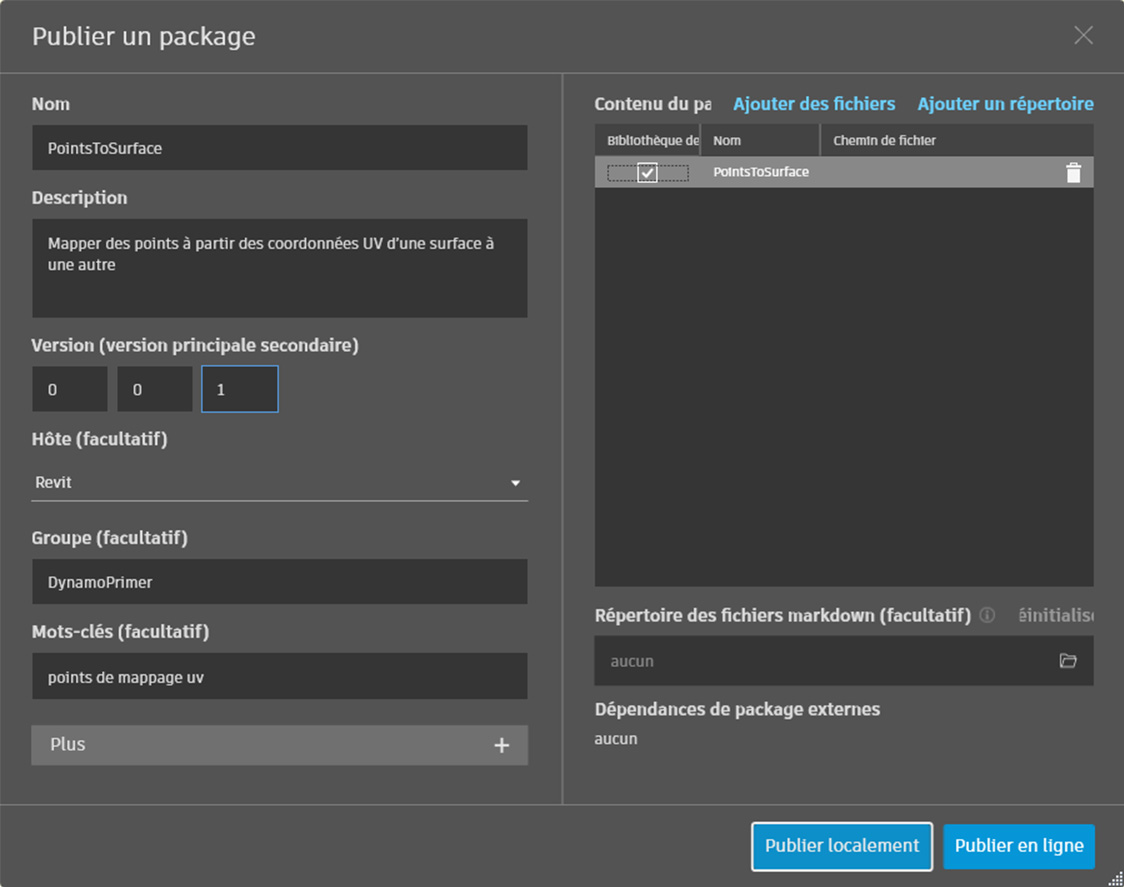 Publier un package
Nom
PointsToSurface
Description
Mapper des points à partir des coordonnées UV d'une surface à
une autre
Version (version principale secondaire)
0 0 1
Hôte (facultatif)
Revit
Groupe (facultatif)
DynamoPrimer
Mots-clés (facultatif)
points de mappage uv
Plus
Contenu du pa Ajouter des fichiers Ajouter un répertoire
Bibliothèque de Nom Chemin de fichier
PointsToSurface
Répertoire des fichiers markdown (facultatif) éinitialise
aucun
Dépendances de package externes
aucun
Publier localement Publier en ligne